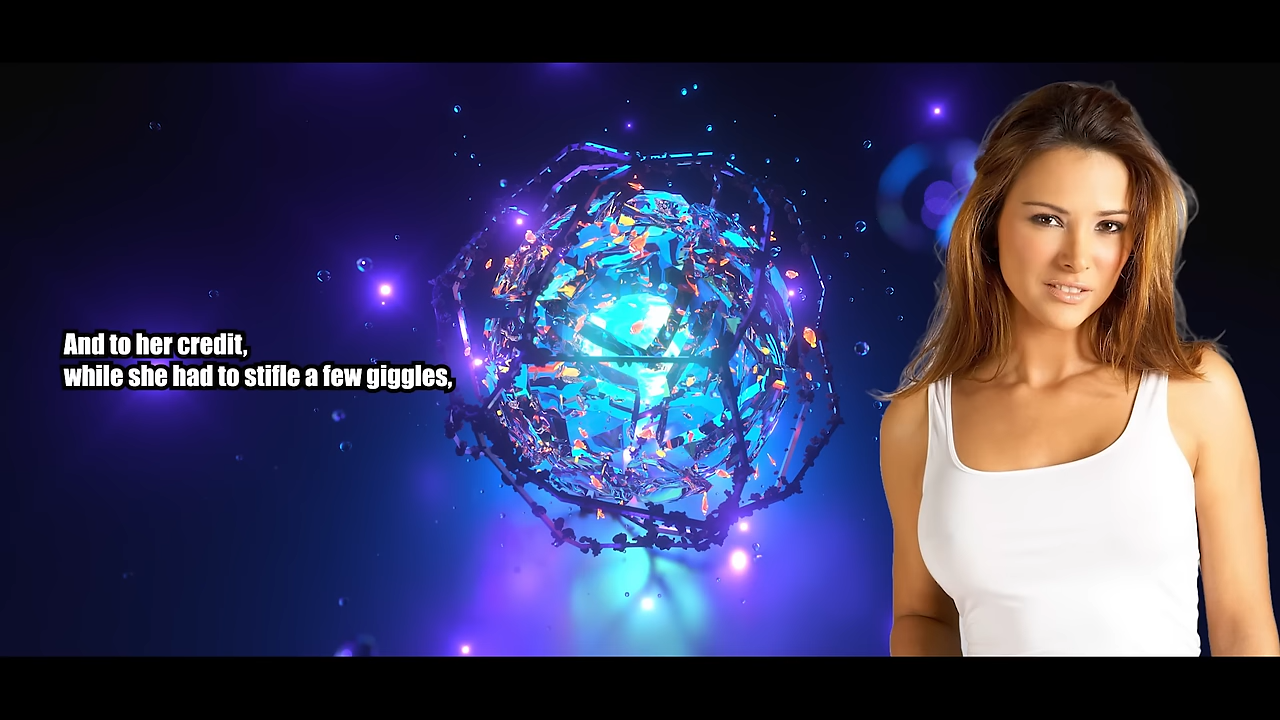 And to her credit,
while she had to stifle a few giggles,